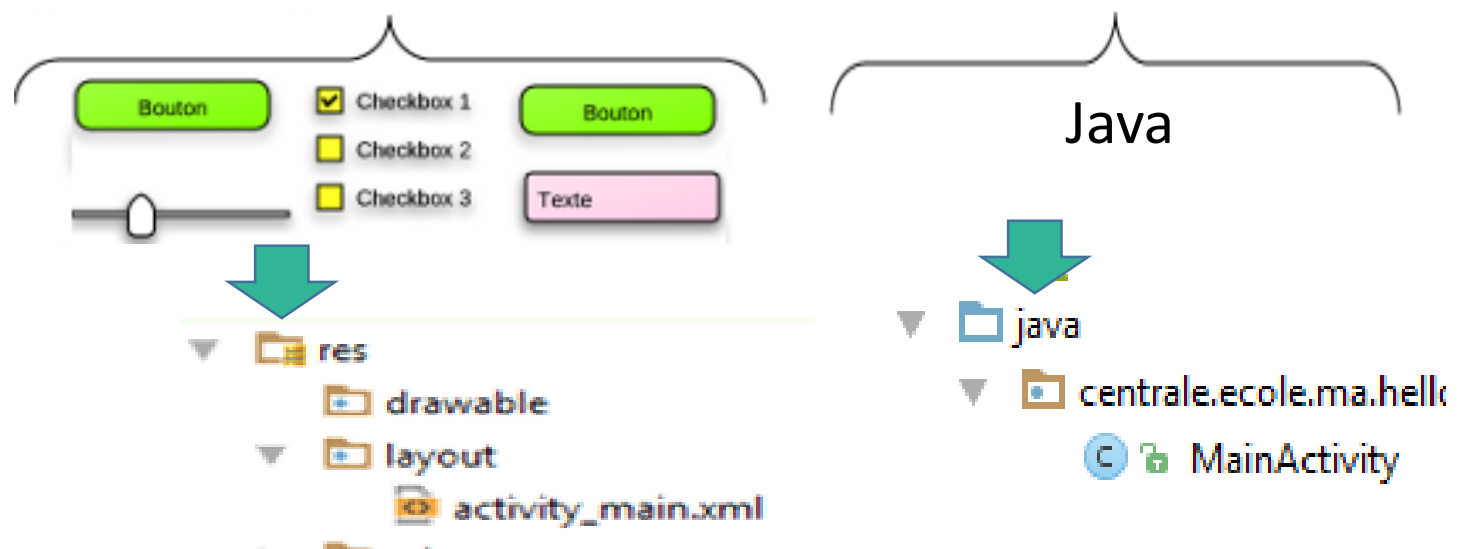 Bouton
Checkbox 1
Checkbox 2
Checkbox 3
Bouton
Texte
res
drawable
layout
activity_main.xml
Java
java
centrale.ecole.ma.hello
MainActivity